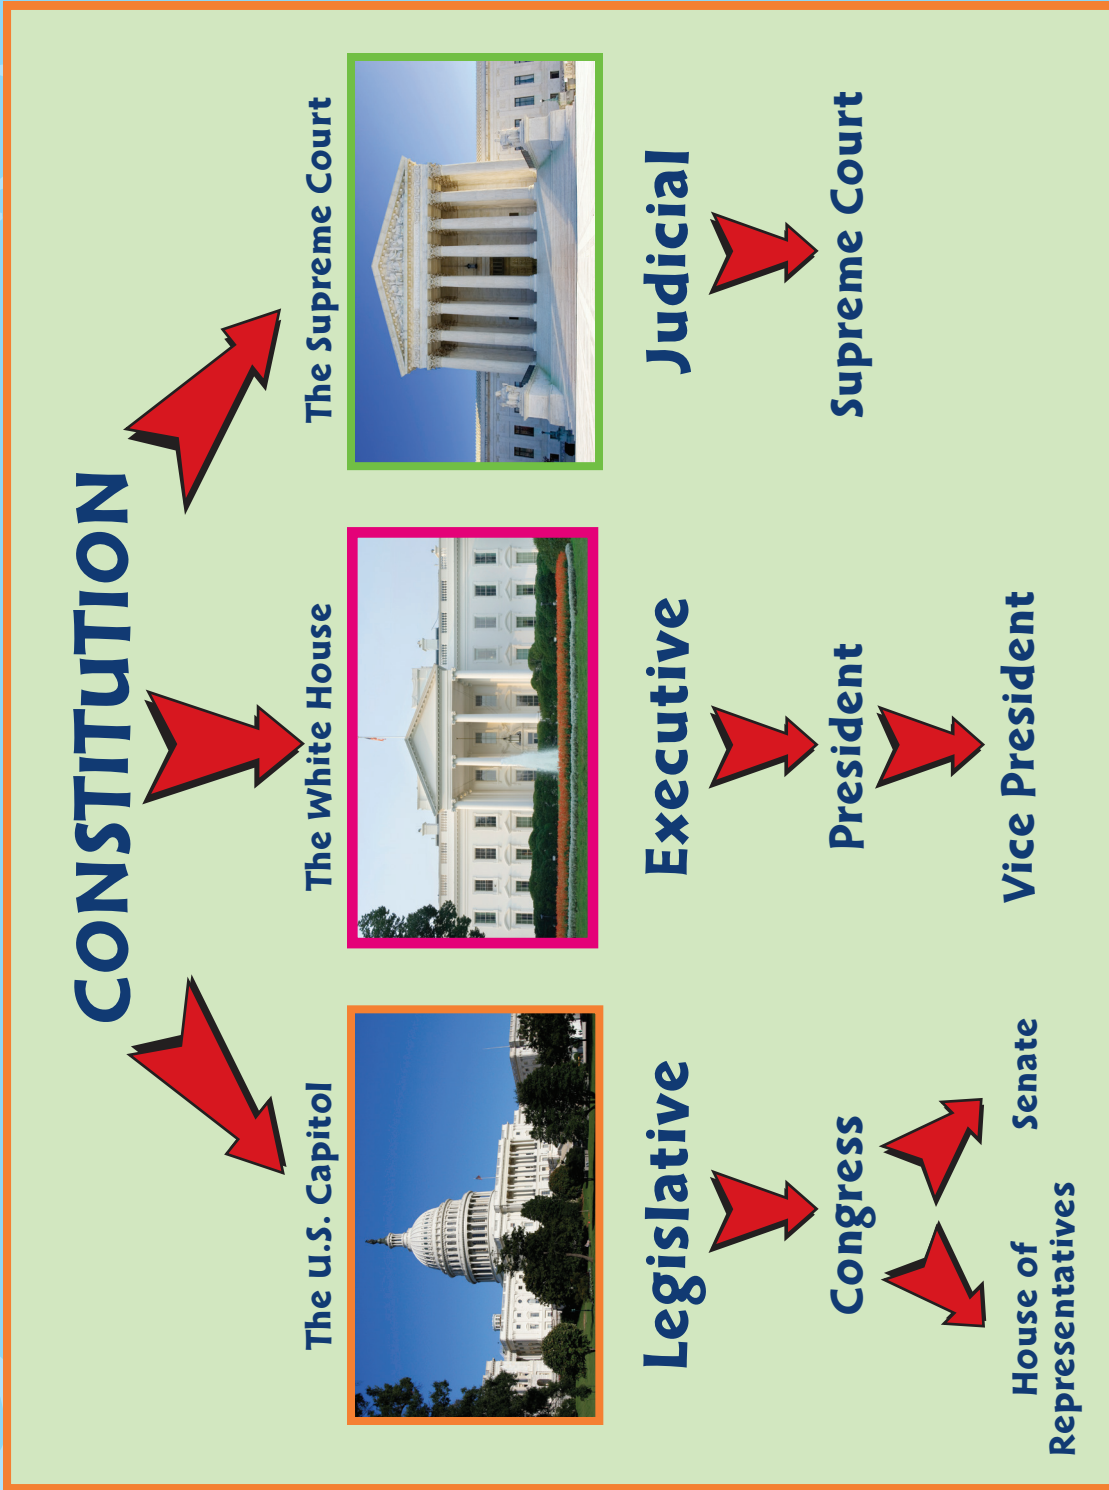 CONSTITUTION
The U.S. Capitol
The White House
The Supreme Court
Legislative
Executive
Judicial
Congress
President
Supreme Court
House of
Representatives
Senate
Vice President